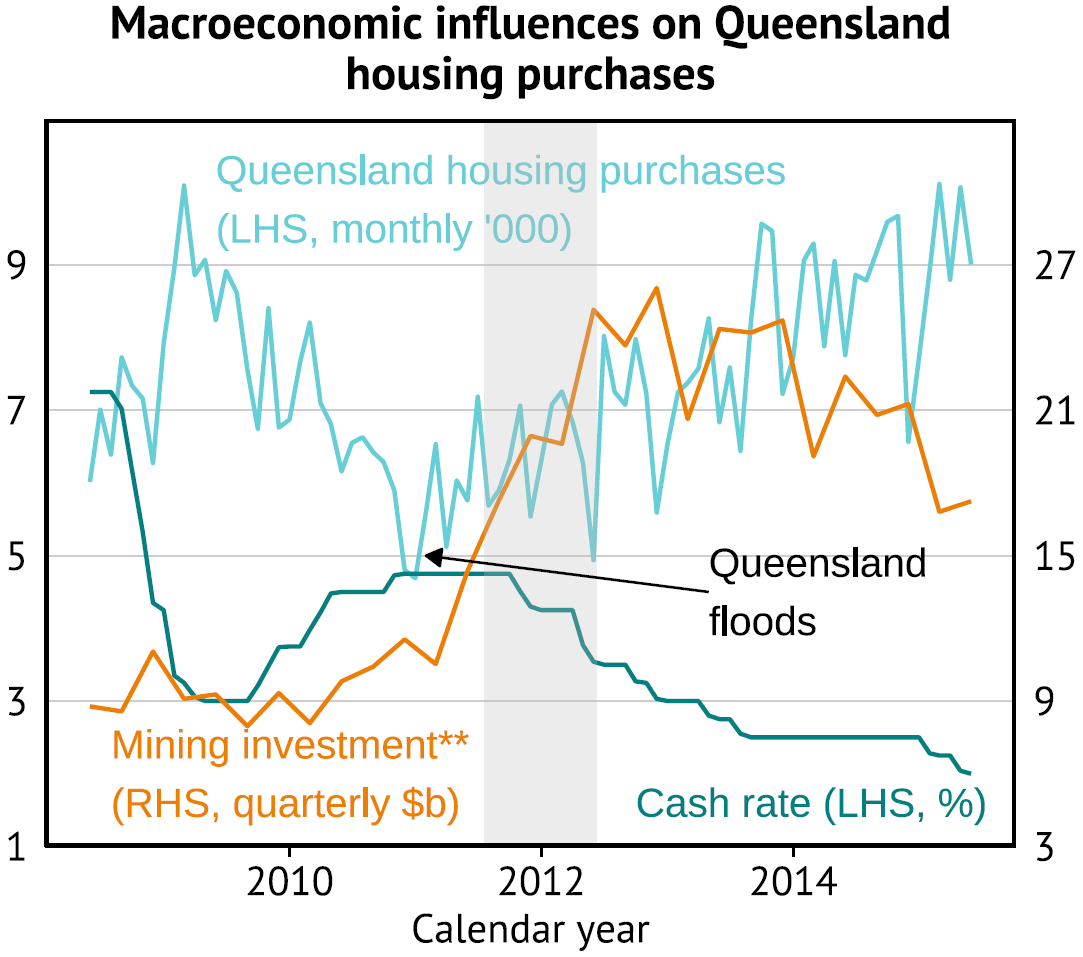 Macroeconomic influences on Queensland
housing purchases
Queensland housing purchases
(LHS, monthly '000)
9
27
7
21
5
15
Queensland
floods
3
9
Mining investment**
(RHS, quarterly $b)
Cash rate (LHS, %)
1
3
2010
2012
2014
Calendar year